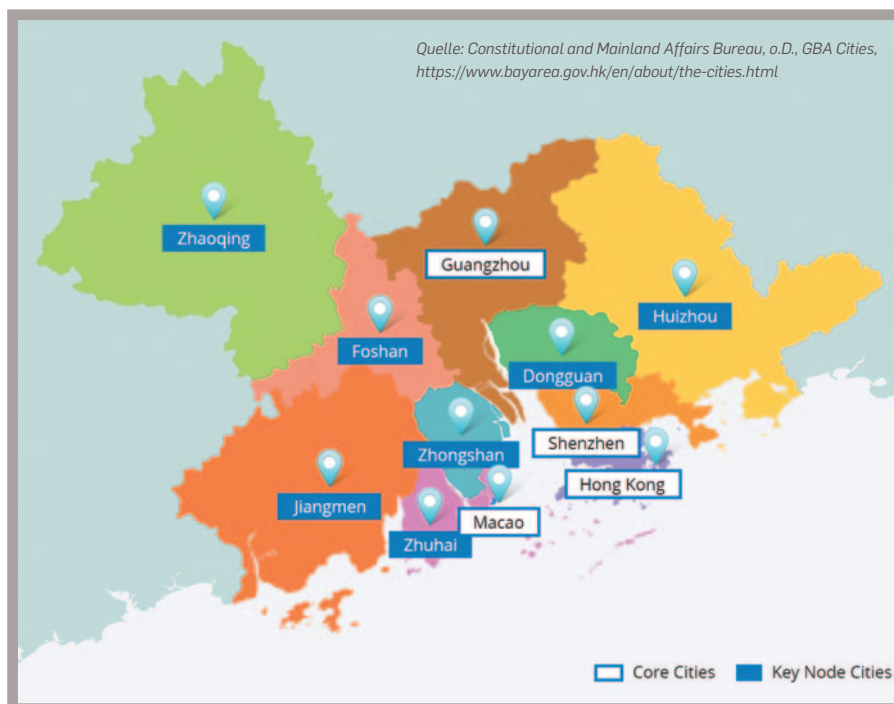 Quelle: Constitutional and Mainland Affairs Bureau, o.D., GBA Cities,
https://www.bayarea.gov.hk/en/about/the-cities.html
Zhaoqing
Guangzhou
Huizhou
Foshan
Dongguan
Shenzhen
Zhongshan
Hong Kong
Jiangmen
Macao
Zhuhai
Core Cities
Key Node Cities